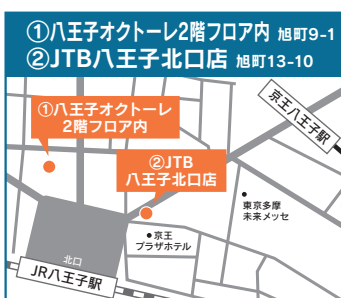 ①八王子オクトーレ2階フロア内 旭町9-1
②JTB八王子北口店 旭町13-10
①八王子オクトーレ
2階フロア内
京王八王子駅
②JTB
八王子北口店
東京多摩
未来メッセ
京王
プラザホテル
北口
JR八王子駅